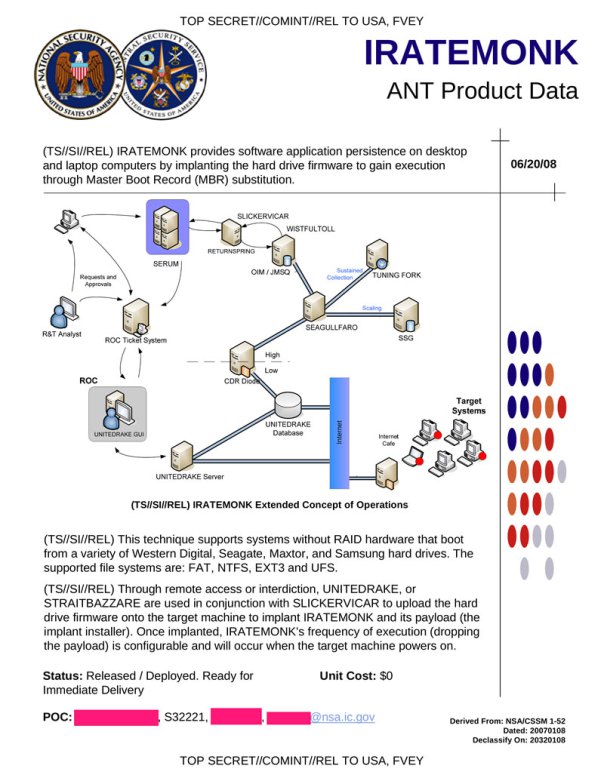 TOP SECRET//COMINT//REL TO USA, FVEY
NATIONAL SECURITY AGENCY
UNITED STATES OF AMERICA
CENTRAL SECURITY SERVICE
UNITED STATES OF AMERICA
IRATEMONK
ANT Product Data
(TS//SI//REL) IRATEMONK provides software application persistence on desktop
and laptop computers by implanting the hard drive firmware to gain execution
through Master Boot Record (MBR) substitution.
06/20/08
SLICKERVICAR
WISTFULTOLL
RETURNSPRING
SERUM
OIM / JMSQ
Sustained
Collection
TUNING FORK
Requests and
Approvals
Scaling
R&T Analyst
ROC Ticket System
SEAGULLFARO
SSG
High
Low
CDR Diode
ROC
UNITEDRAKE GUI
UNITEDRAKE
Database
Internet
Target
Systems
Internet
Cafe
UNITEDRAKE Server
(TS//SI//REL) IRATEMONK Extended Concept of Operations
(TS//SI//REL) This technique supports systems without RAID hardware that boot
from a variety of Western Digital, Seagate, Maxtor, and Samsung hard drives. The
supported file systems are: FAT, NTFS, EXT3 and UFS.
(TS//SI//REL) Through remote access or interdiction, UNITEDRAKE, or
STRAITBAZZARE are used in conjunction with SLICKERVICAR to upload the hard
drive firmware onto the target machine to implant IRATEMONK and its payload (the
implant installer). Once implanted, IRATEMONK's frequency of execution (dropping
the payload) is configurable and will occur when the target machine powers on.
Status: Released / Deployed. Ready for
Immediate Delivery
Unit Cost: $0
POC: , S32221, , @nsa.ic.gov
Derived From: NSA/CSSM 1-52
Dated: 20070108
Declassify On: 20320108
TOP SECRET//COMINT//REL TO USA, FVEY